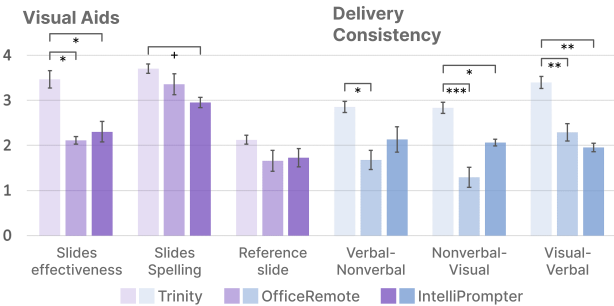 Visual Aids
Delivery
Consistency
4
3
2
1
0
*
*
+
*
*
***
**
**
Slides
effectiveness
Slides
Spelling
Reference
slide
Verbal-
Nonverbal
Nonverbal-
Visual
Visual-
Verbal
Trinity
OfficeRemote
IntelliPrompter